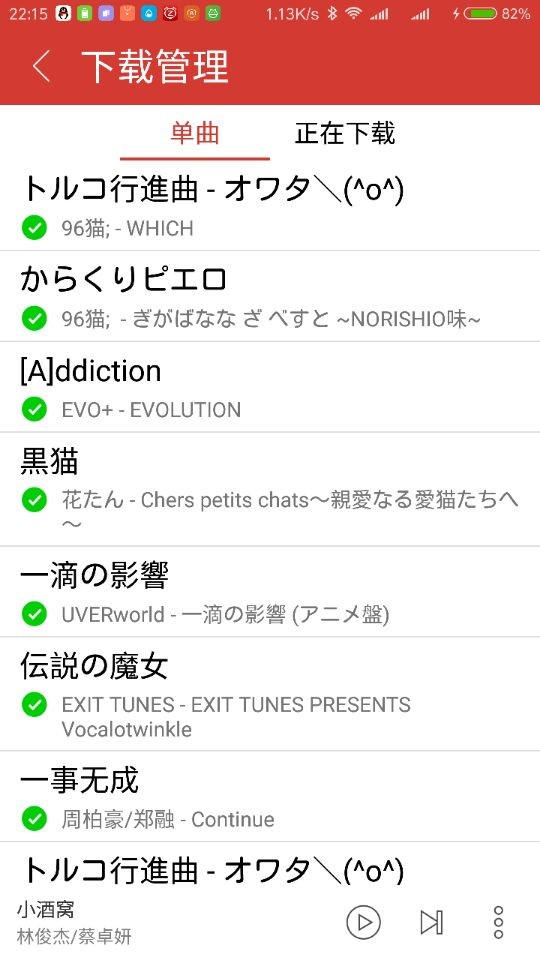 22:15 1.13K/s 82%
下载管理
单曲 正在下载
トルコ行進曲 - オワタ＼(^o^)
96猫; - WHICH
からくりピエロ
96猫;  - ぎがばなな ざ べすと ~NORISHIO味~
[A]ddiction
EVO+ - EVOLUTION
黒猫
花たん - Chers petits chats～親愛なる愛猫たちへ
～
一滴の影響
UVERworld - 一滴の影響 (アニメ盤)
伝説の魔女
EXIT TUNES - EXIT TUNES PRESENTS
Vocalotwinkle
一事无成
周柏豪/郑融 - Continue
トルコ行進曲 - オワタ＼(^o^)
小酒窝
林俊杰/蔡卓妍